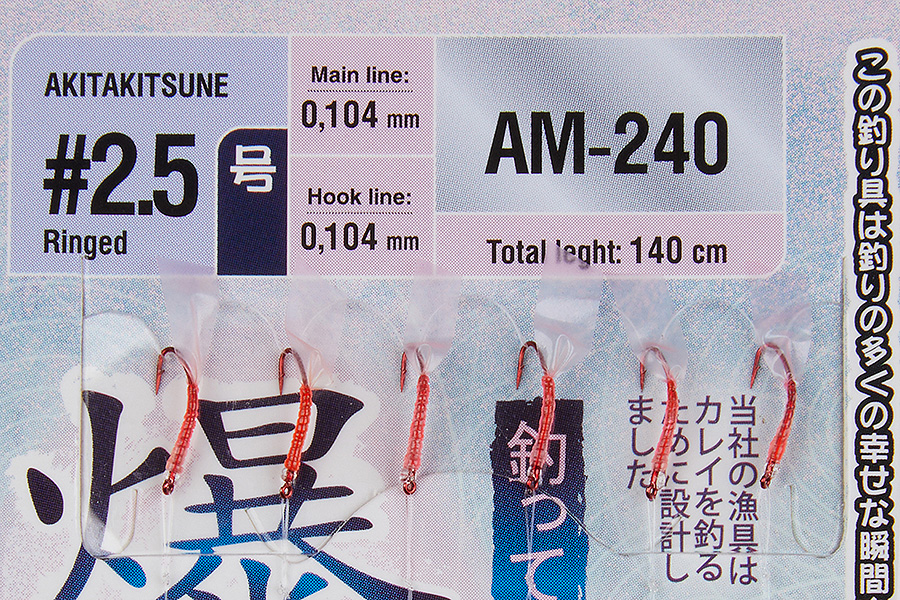 AKITAKITSUNE
#2.5
Ringed
号
Main line:
0,104 mm
Hook line:
0,104 mm
AM-240
Total leght: 140 cm
この釣り具は釣りの多くの幸せな瞬間
爆
釣って
当社の漁具は
カレイを釣る
ために設計し
ました